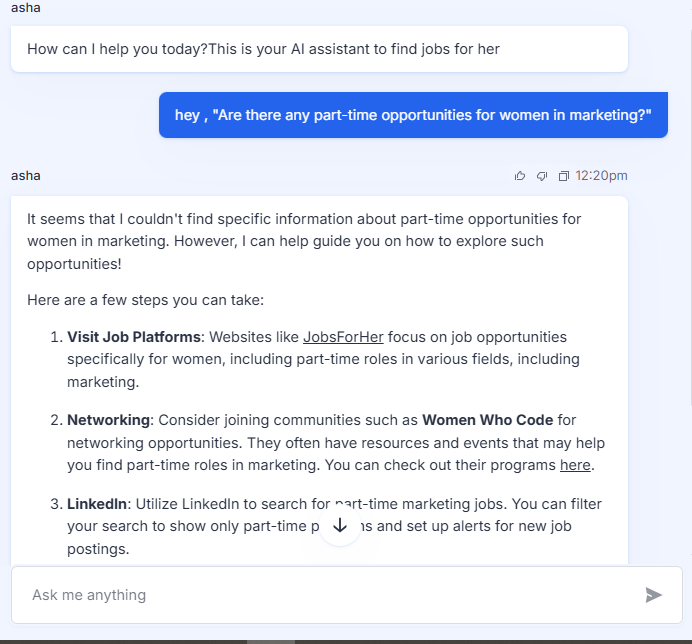 asha
How can I help you today?This is your AI assistant to find jobs for her
hey , "Are there any part-time opportunities for women in marketing?"
asha
12:20pm
It seems that I couldn't find specific information about part-time opportunities for
women in marketing. However, I can help guide you on how to explore such
opportunities!
Here are a few steps you can take:
1. Visit Job Platforms: Websites like JobsForHer focus on job opportunities
specifically for women, including part-time roles in various fields, including
marketing.
2. Networking: Consider joining communities such as Women Who Code for
networking opportunities. They often have resources and events that may help
you find part-time roles in marketing. You can check out their programs here.
3. LinkedIn: Utilize LinkedIn to search for part-time marketing jobs. You can filter
your search to show only part-time and set up alerts for new job
postings.
Ask me anything